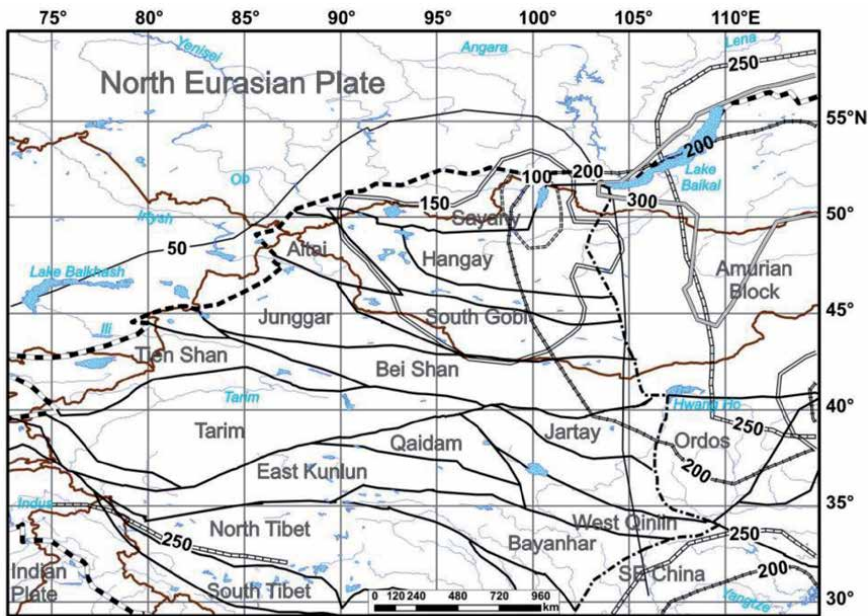 75° 80° 85° 90° 95° 100° 105° 110°E
Yenisei
Angara
Lena
250
North Eurasian Plate
55°N
200
200
Lake
Baikal
100
Ob
150
300
Irtysh
Sayany
50°
50
Altai
Hangay
Lake Balkhash
Amurian
Block
Junggar
South Gobi
45°
Ili
Tien Shan
Bei Shan
Tarim
Hwang Ho
40°
Tarim
Qaidam
Jartay
Ordos
250
200
East Kunlun
35°
Indus
North Tibet
West Qinlin
250
250
Bayanhar
Indian
Plate
South Tibet
SE China
200
30°
0 120 240 480 720 960
km
Yangtze